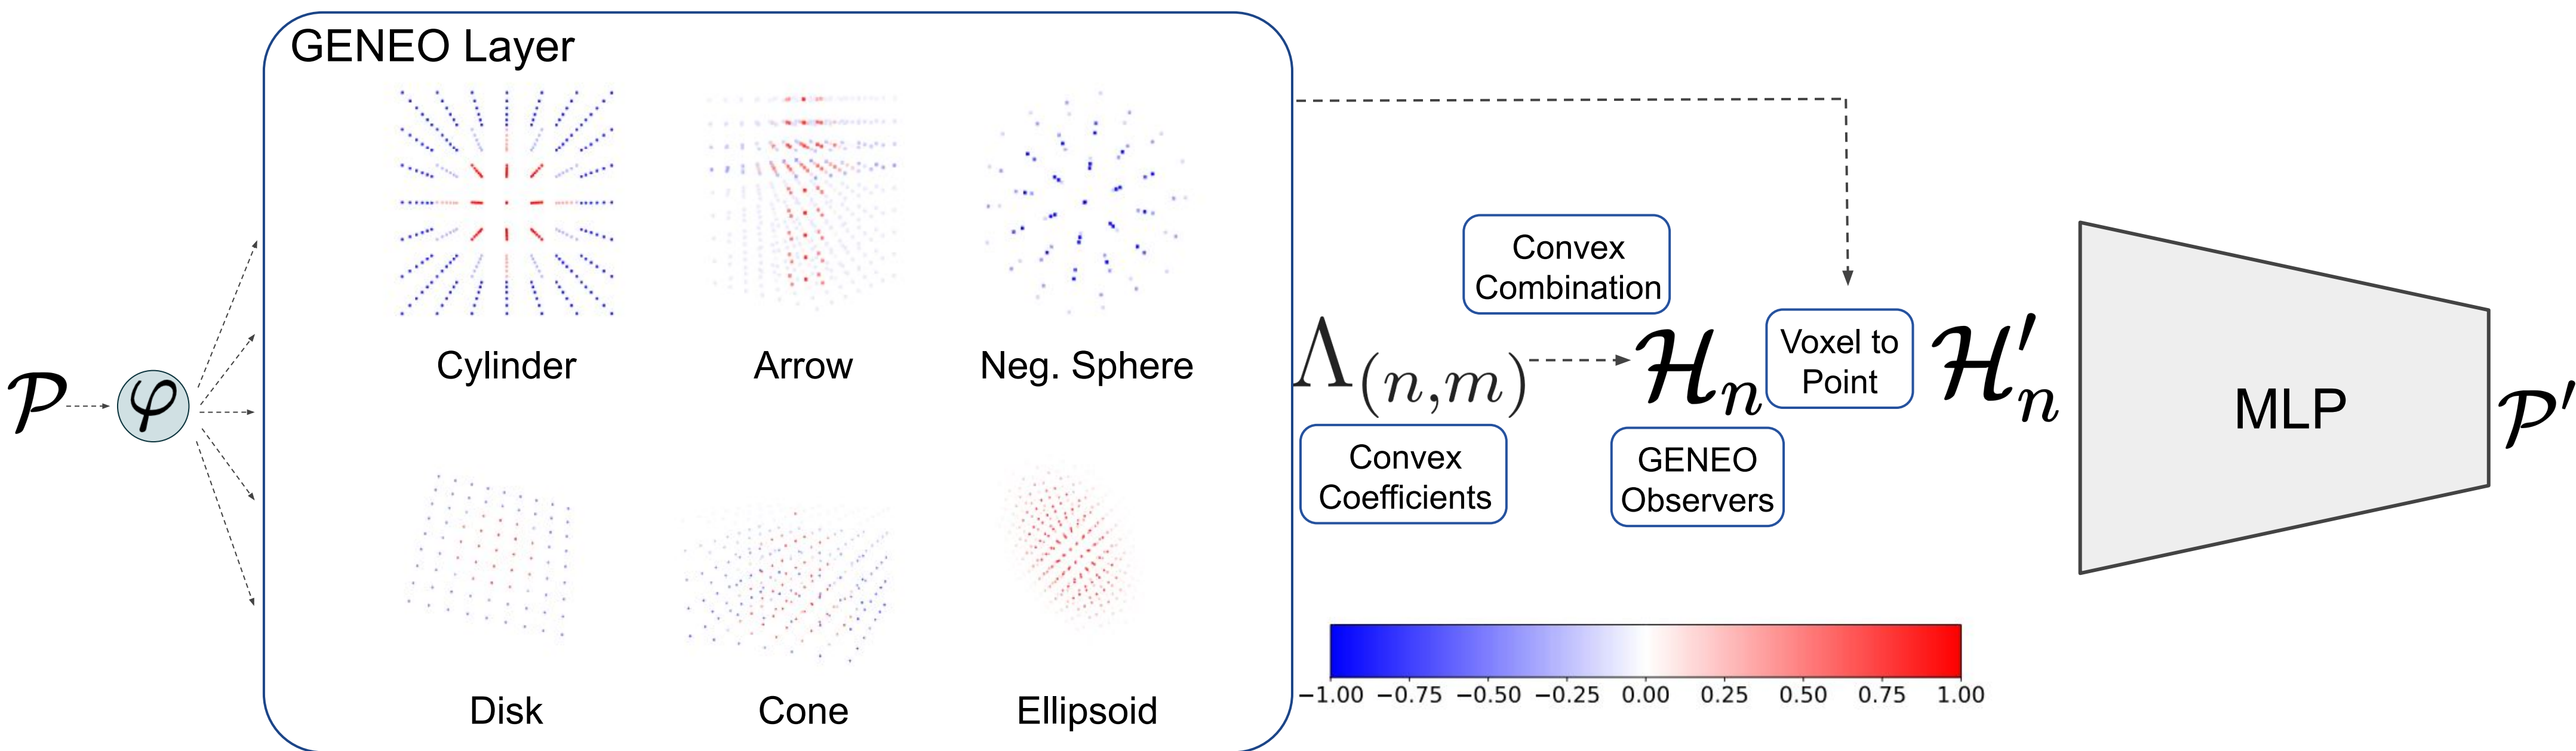 GENEO Layer
Cylinder
Arrow
Neg. Sphere
Disk
Cone
Ellipsoid
𝒫
φ
Λ(n,m)
Convex
Coefficients
Convex
Combination
ℋn
GENEO
Observers
Voxel to
Point
ℋ′n
MLP
𝒫′
−1.00 −0.75 −0.50 −0.25 0.00 0.25 0.50 0.75 1.00